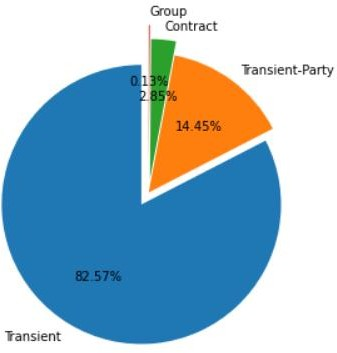 Group
Contract
Transient-Party
0.13%
2.85%
14.45%
82.57%
Transient